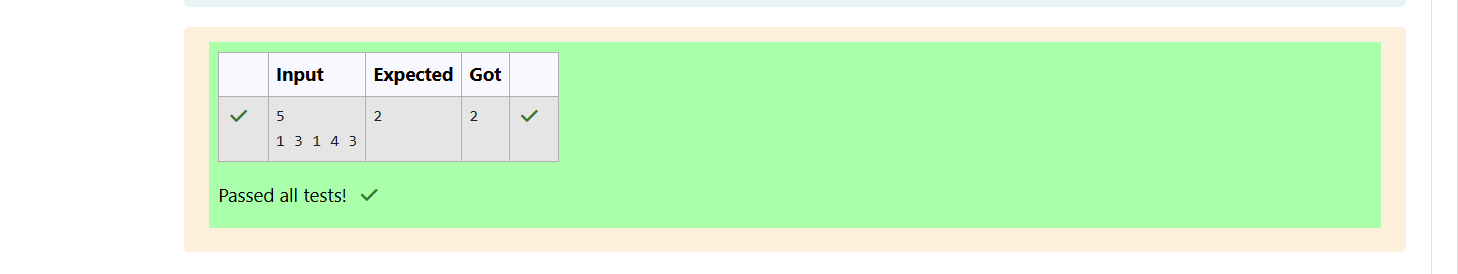 Input Expected Got
5 2 2
1 3 1 4 3
Passed all tests!